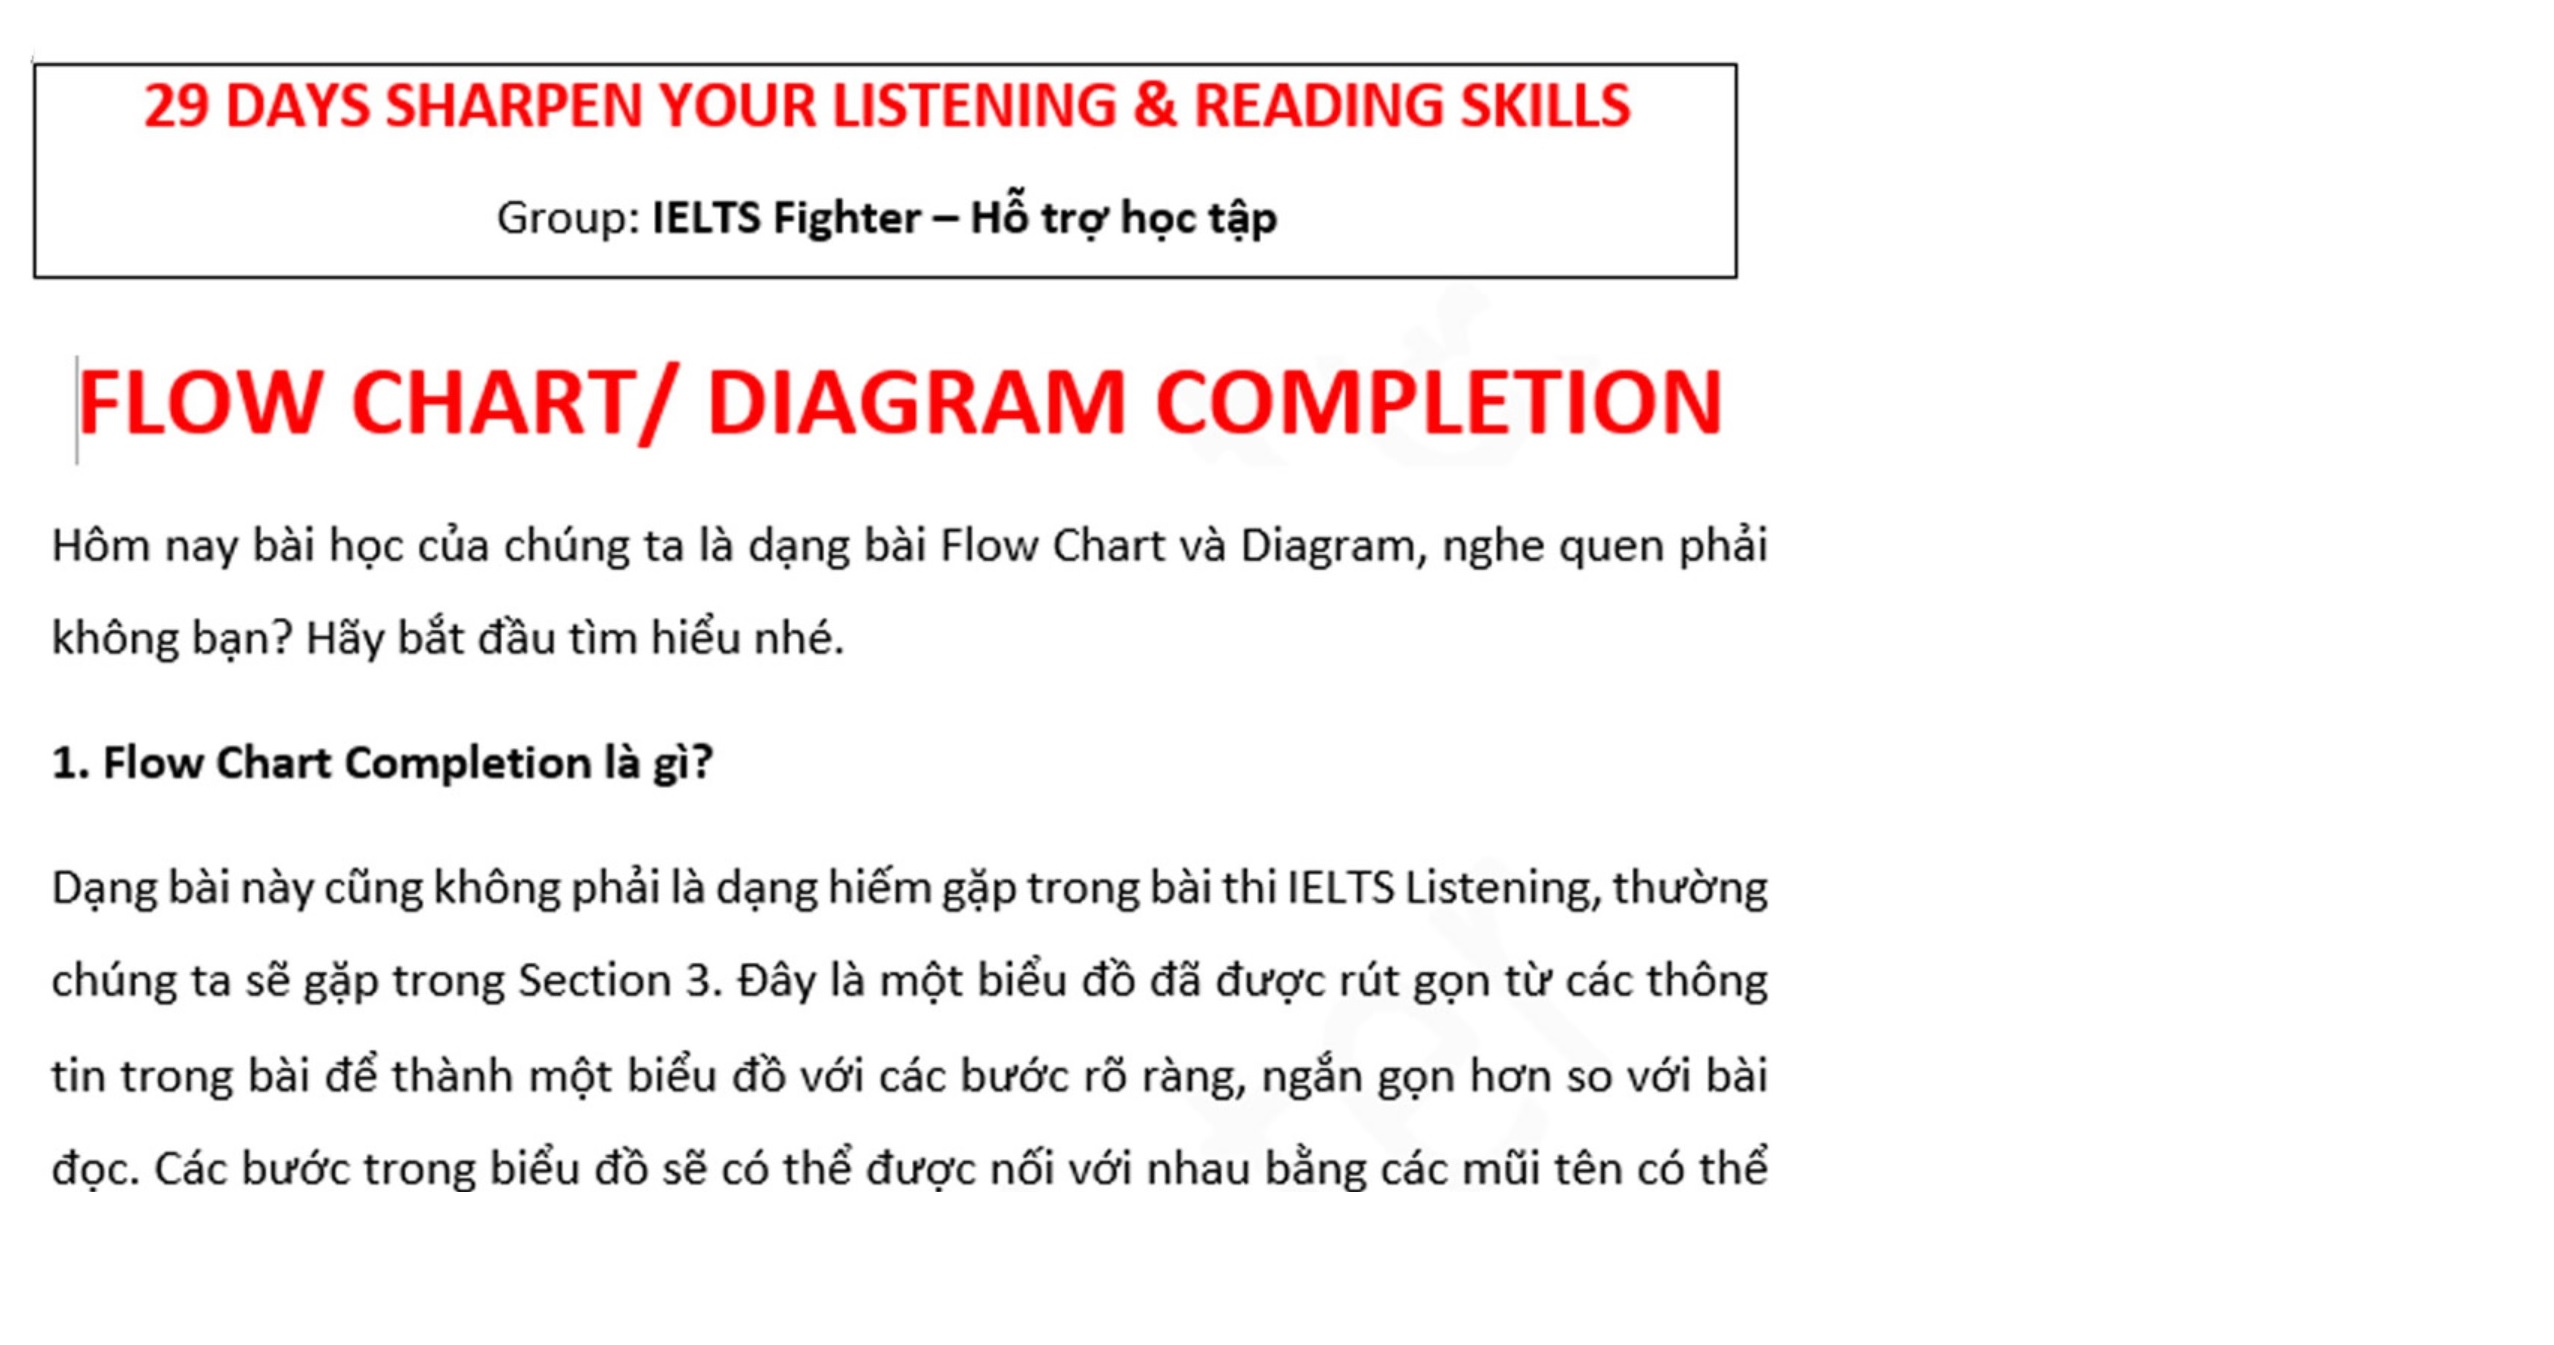 29 DAYS SHARPEN YOUR LISTENING & READING SKILLS
Group: IELTS Fighter – Hỗ trợ học tập
FLOW CHART/ DIAGRAM COMPLETION
Hôm nay bài học của chúng ta là dạng bài Flow Chart và Diagram, nghe quen phải
không bạn? Hãy bắt đầu tìm hiểu nhé.
1. Flow Chart Completion là gì?
Dạng bài này cũng không phải là dạng hiếm gặp trong bài thi IELTS Listening, thường
chúng ta sẽ gặp trong Section 3. Đây là một biểu đồ đã được rút gọn từ các thông
tin trong bài để thành một biểu đồ với các bước rõ ràng, ngắn gọn hơn so với bài
đọc. Các bước trong biểu đồ sẽ có thể được nối với nhau bằng các mũi tên có thể